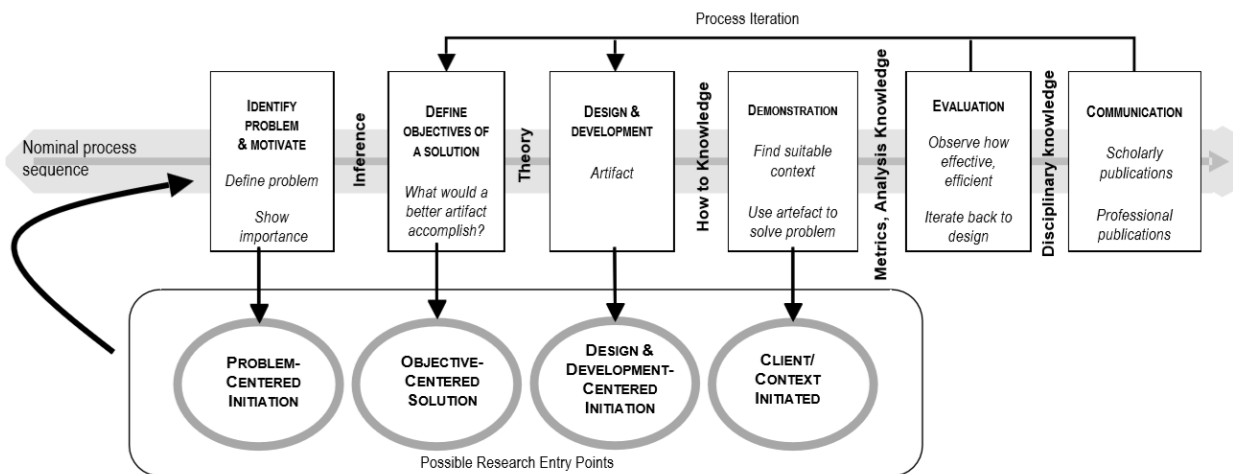 Process Iteration
Nominal process
sequence
IDENTIFY
PROBLEM
& MOTIVATE
Define problem
Show
importance
Inference
DEFINE
OBJECTIVES OF
A SOLUTION
What would a
better artifact
accomplish?
Theory
DESIGN &
DEVELOPMENT
Artifact
How to Knowledge
DEMONSTRATION
Find suitable
context
Use artefact to
solve problem
Metrics, Analysis Knowledge
EVALUATION
Observe how
effective,
efficient
Iterate back to
design
Disciplinary knowledge
COMMUNICATION
Scholarly
publications
Professional
publications
PROBLEM-
CENTERED
INITIATION
OBJECTIVE-
CENTERED
SOLUTION
DESIGN &
DEVELOPMENT-
CENTERED
INITIATION
CLIENT/
CONTEXT
INITIATED
Possible Research Entry Points